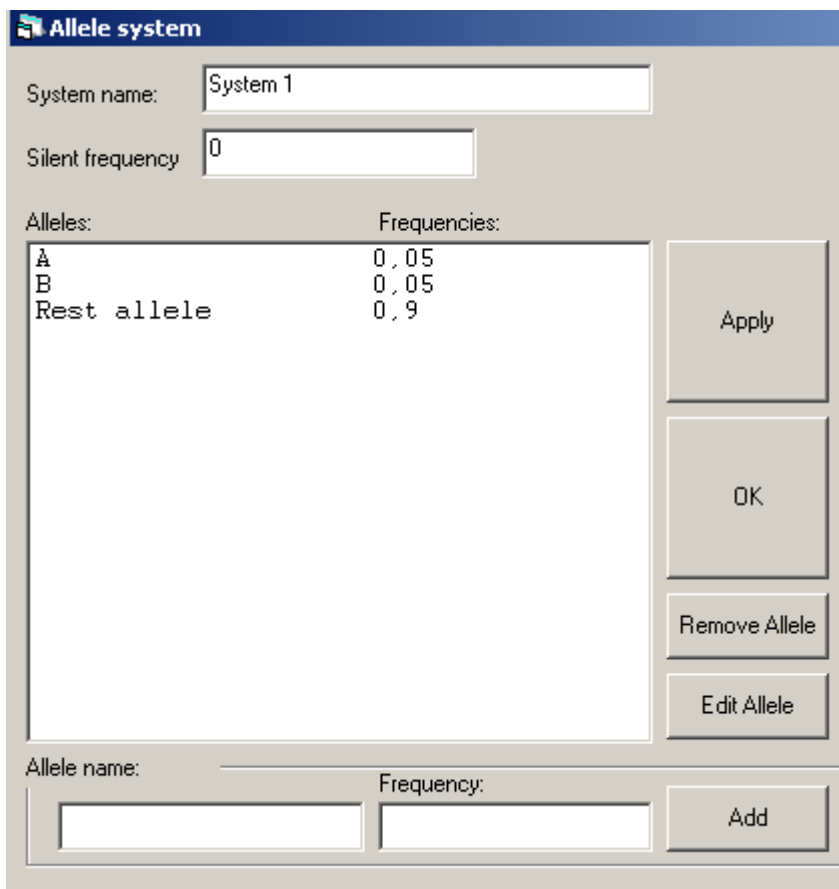 Allele system
System name: System 1
Silent frequency 0
Alleles: Frequencies:
A 0,05
B 0,05
Rest allele 0,9
Apply
OK
Remove Allele
Edit Allele
Allele name:
Frequency:
Add